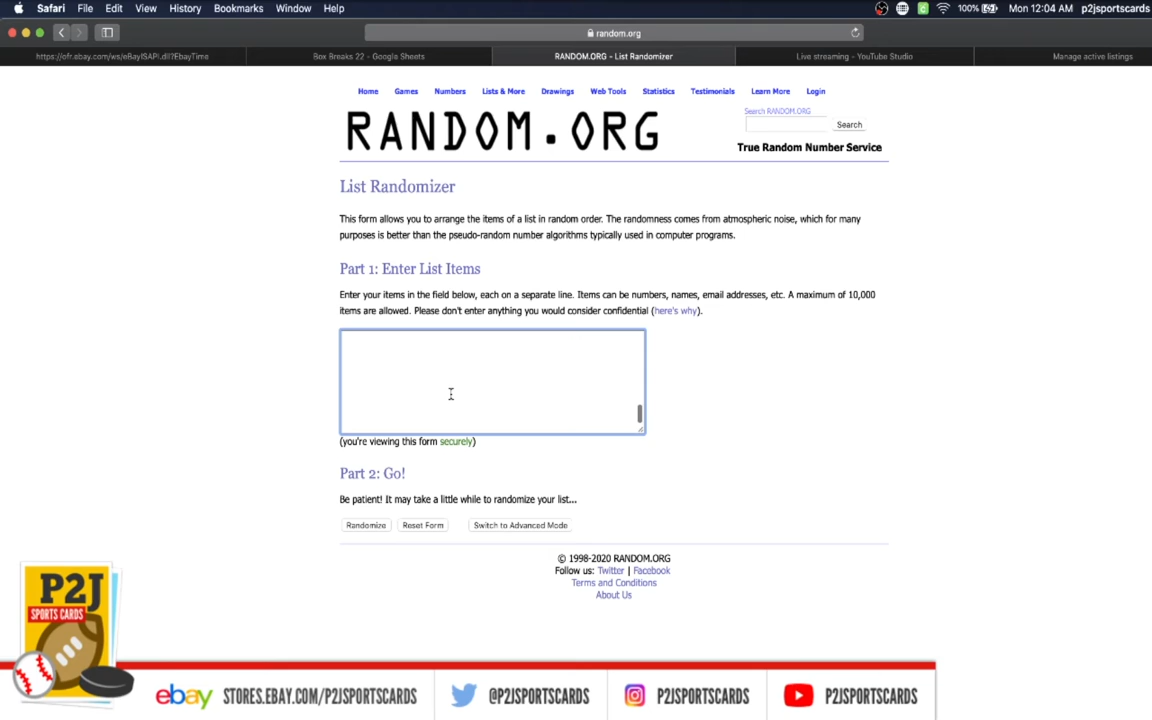 Safari File Edit View History Bookmarks Window Help
100% Mon 12:04 AM p2jsportscards
random.org
https://ofr.ebay.com/ws/eBayISAPI.dll?EbayTime
Box Breaks 22 - Google Sheets
RANDOM.ORG - List Randomizer
Live streaming - YouTube Studio
Manage active listings
Home Games Numbers Lists & More Drawings Web Tools Statistics Testimonials Learn More Login
RANDOM.ORG
Search RANDOM.ORG
Search
True Random Number Service
List Randomizer
This form allows you to arrange the items of a list in random order. The randomness comes from atmospheric noise, which for many
purposes is better than the pseudo-random number algorithms typically used in computer programs.
Part 1: Enter List Items
Enter your items in the field below, each on a separate line. Items can be numbers, names, email addresses, etc. A maximum of 10,000
items are allowed. Please don't enter anything you would consider confidential (here's why).
(you're viewing this form securely)
Part 2: Go!
Be patient! It may take a little while to randomize your list...
Randomize Reset Form Switch to Advanced Mode
© 1998-2020 RANDOM.ORG
Follow us: Twitter | Facebook
Terms and Conditions
About Us
P2J
SPORTS CARDS
ebay STORES.EBAY.COM/P2JSPORTSCARDS
@P2JSPORTSCARDS
P2JSPORTSCARDS
P2JSPORTSCARDS